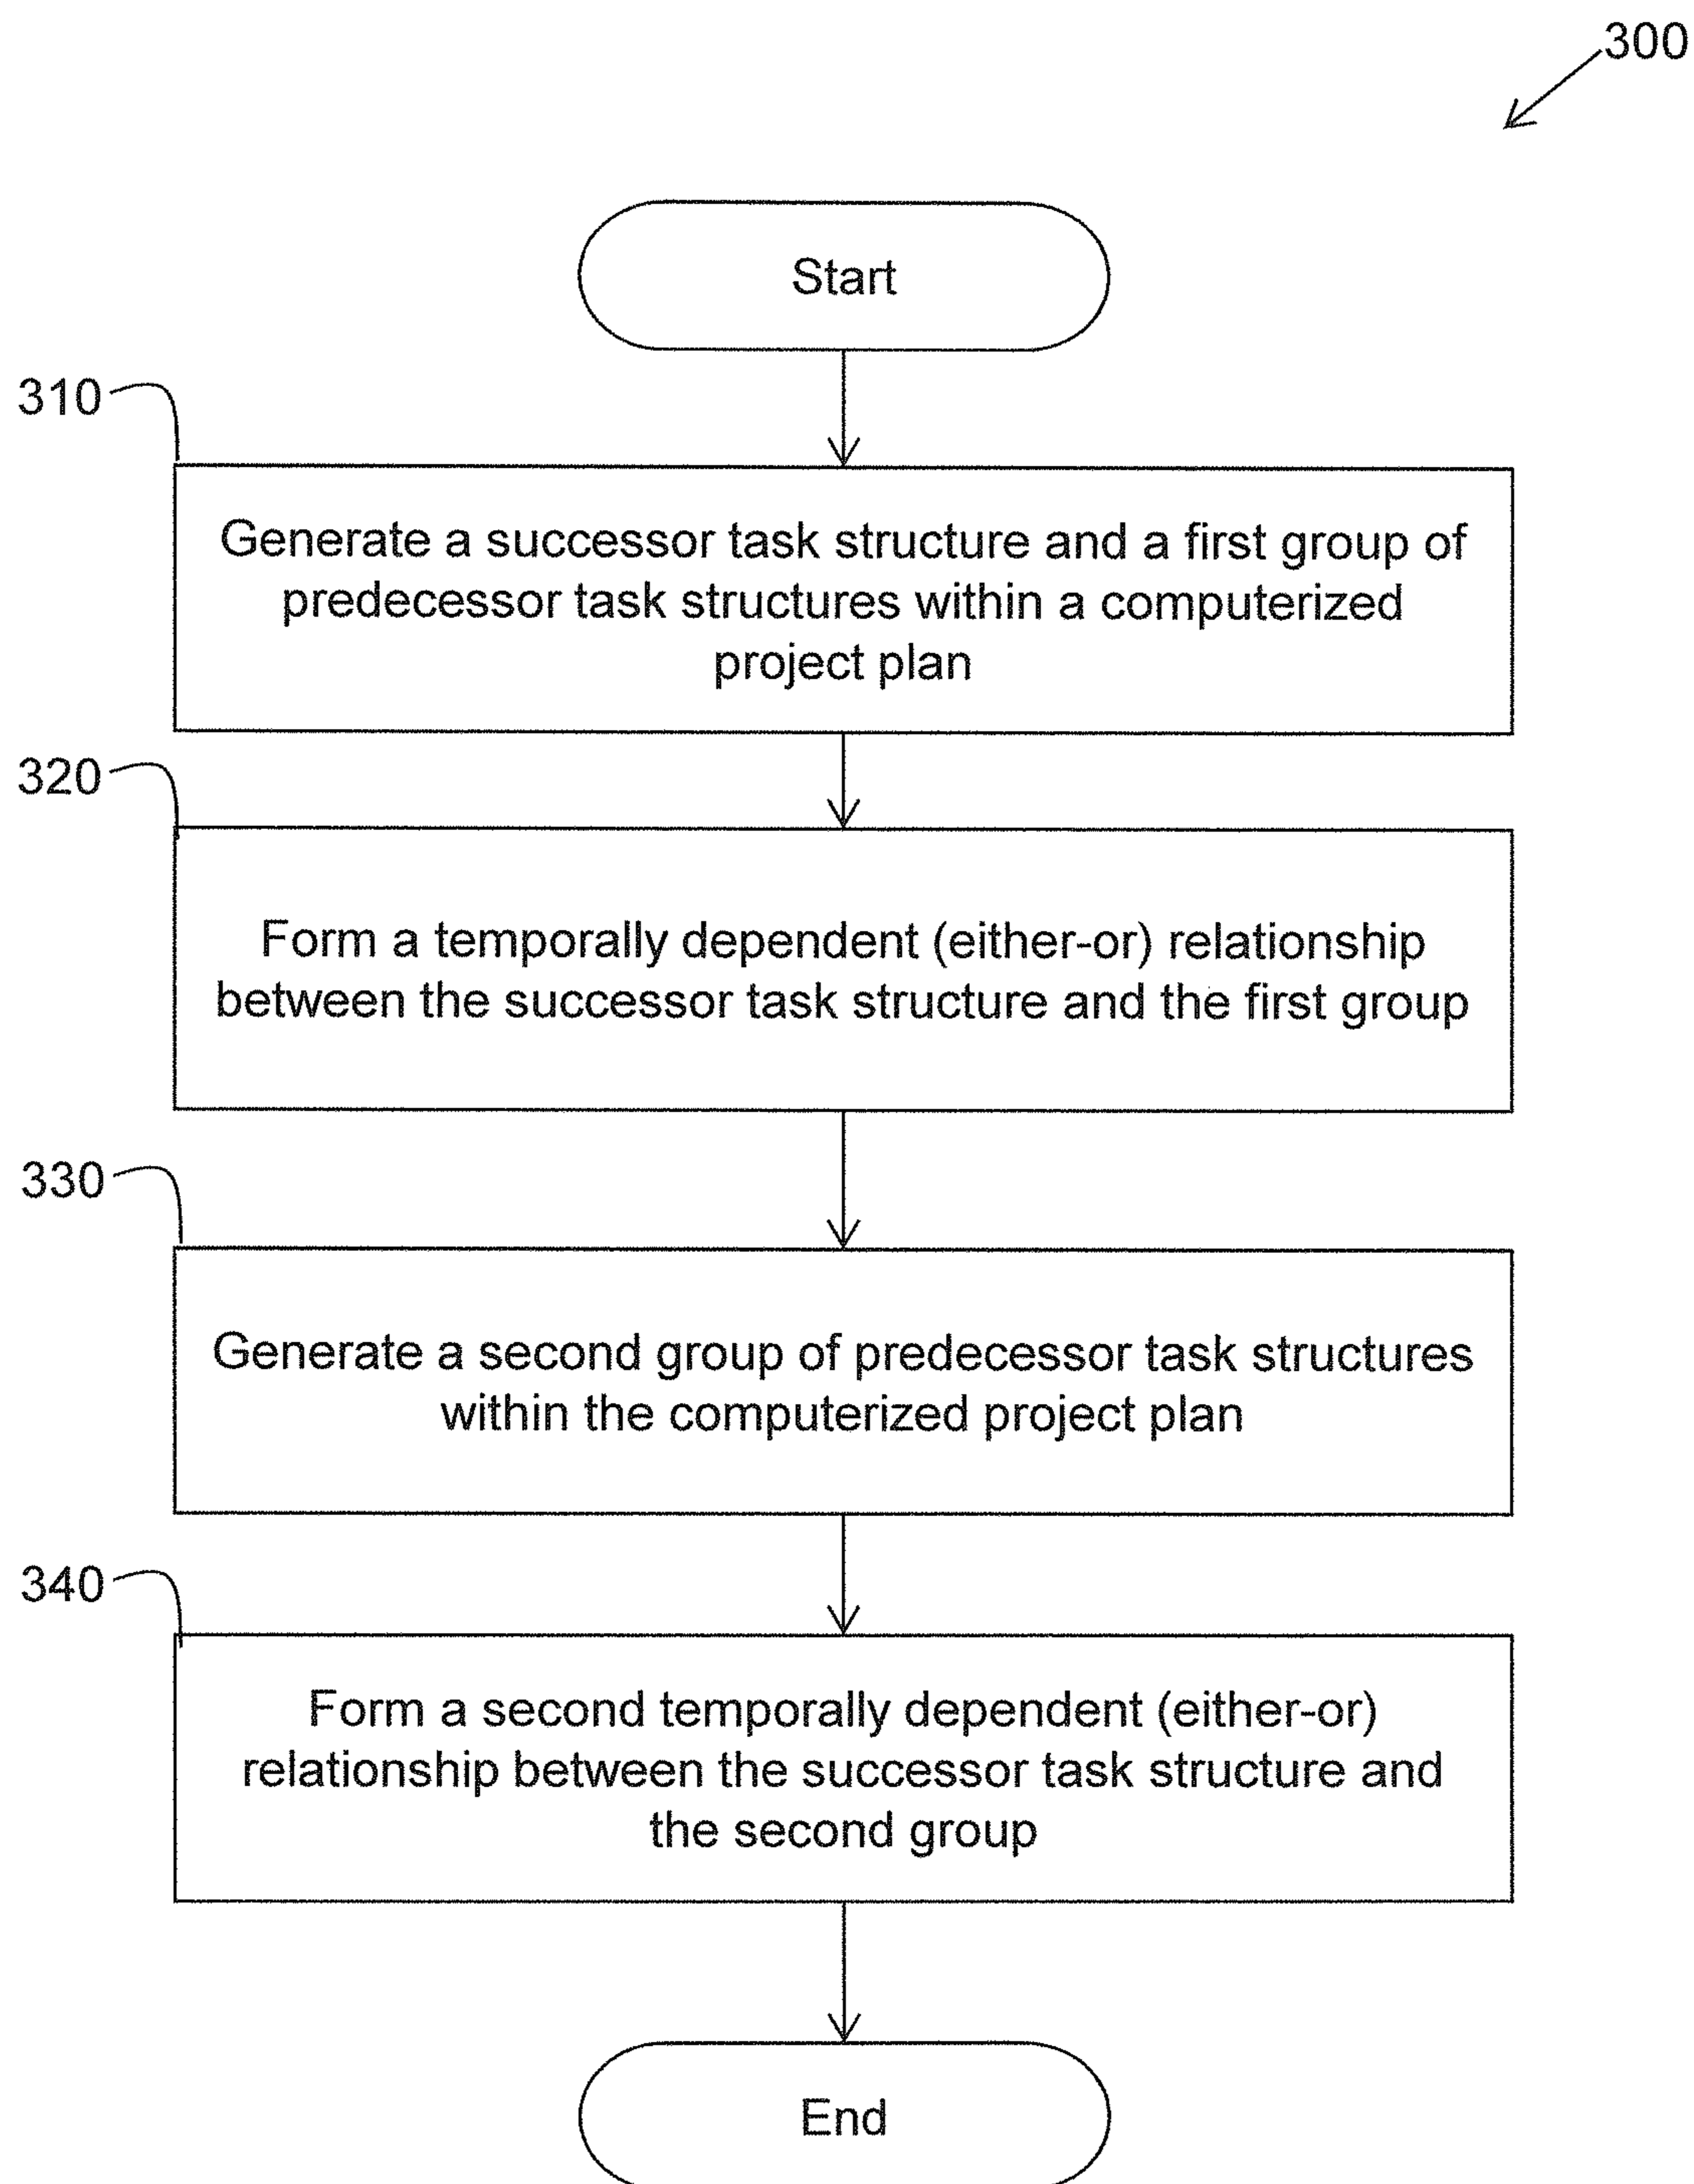 300
Start
310
Generate a successor task structure and a first group of
predecessor task structures within a computerized
project plan
320
Form a temporally dependent (either-or) relationship
between the successor task structure and the first group
330
Generate a second group of predecessor task structures
within the computerized project plan
340
Form a second temporally dependent (either-or)
relationship between the successor task structure and
the second group
End